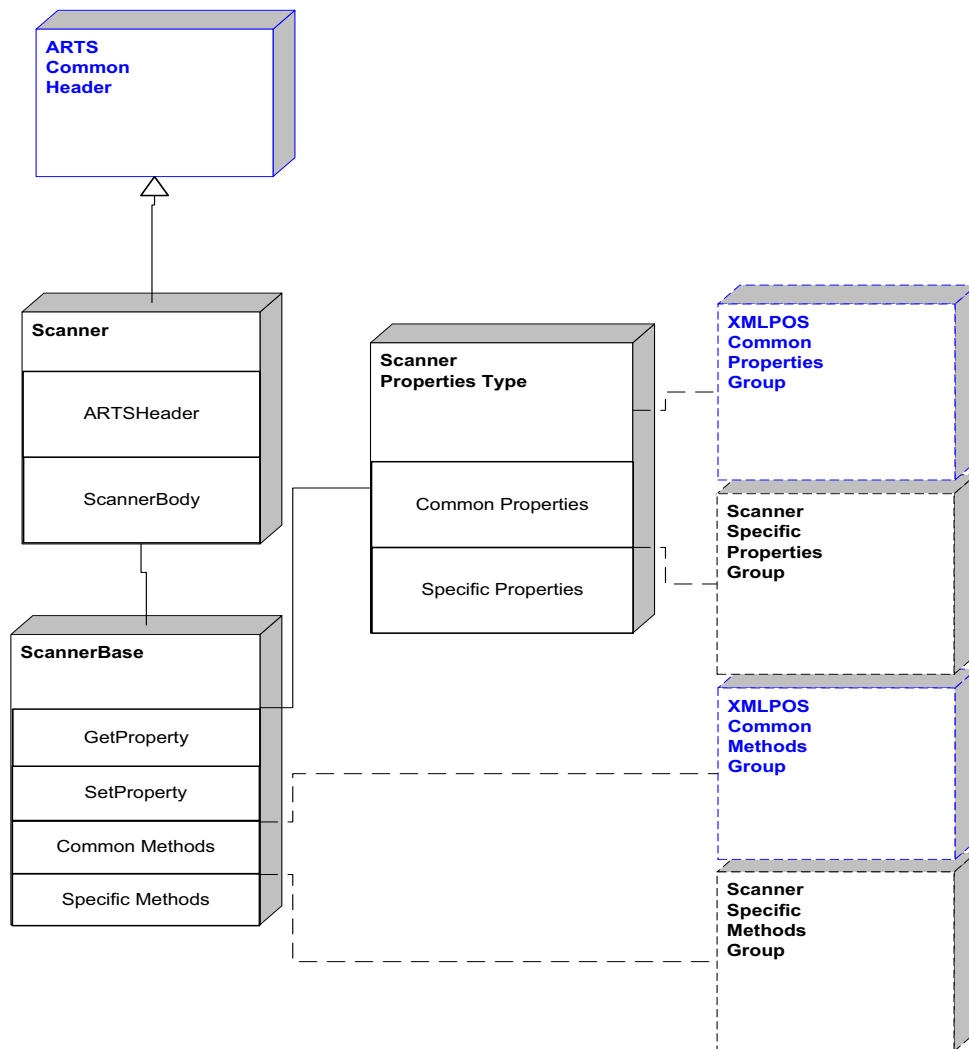 ARTS
Common
Header
Scanner
ARTSHeader
ScannerBody
Scanner
Properties Type
Common Properties
Specific Properties
XMLPOS
Common
Properties
Group
Scanner
Specific
Properties
Group
ScannerBase
GetProperty
SetProperty
Common Methods
Specific Methods
XMLPOS
Common
Methods
Group
Scanner
Specific
Methods
Group